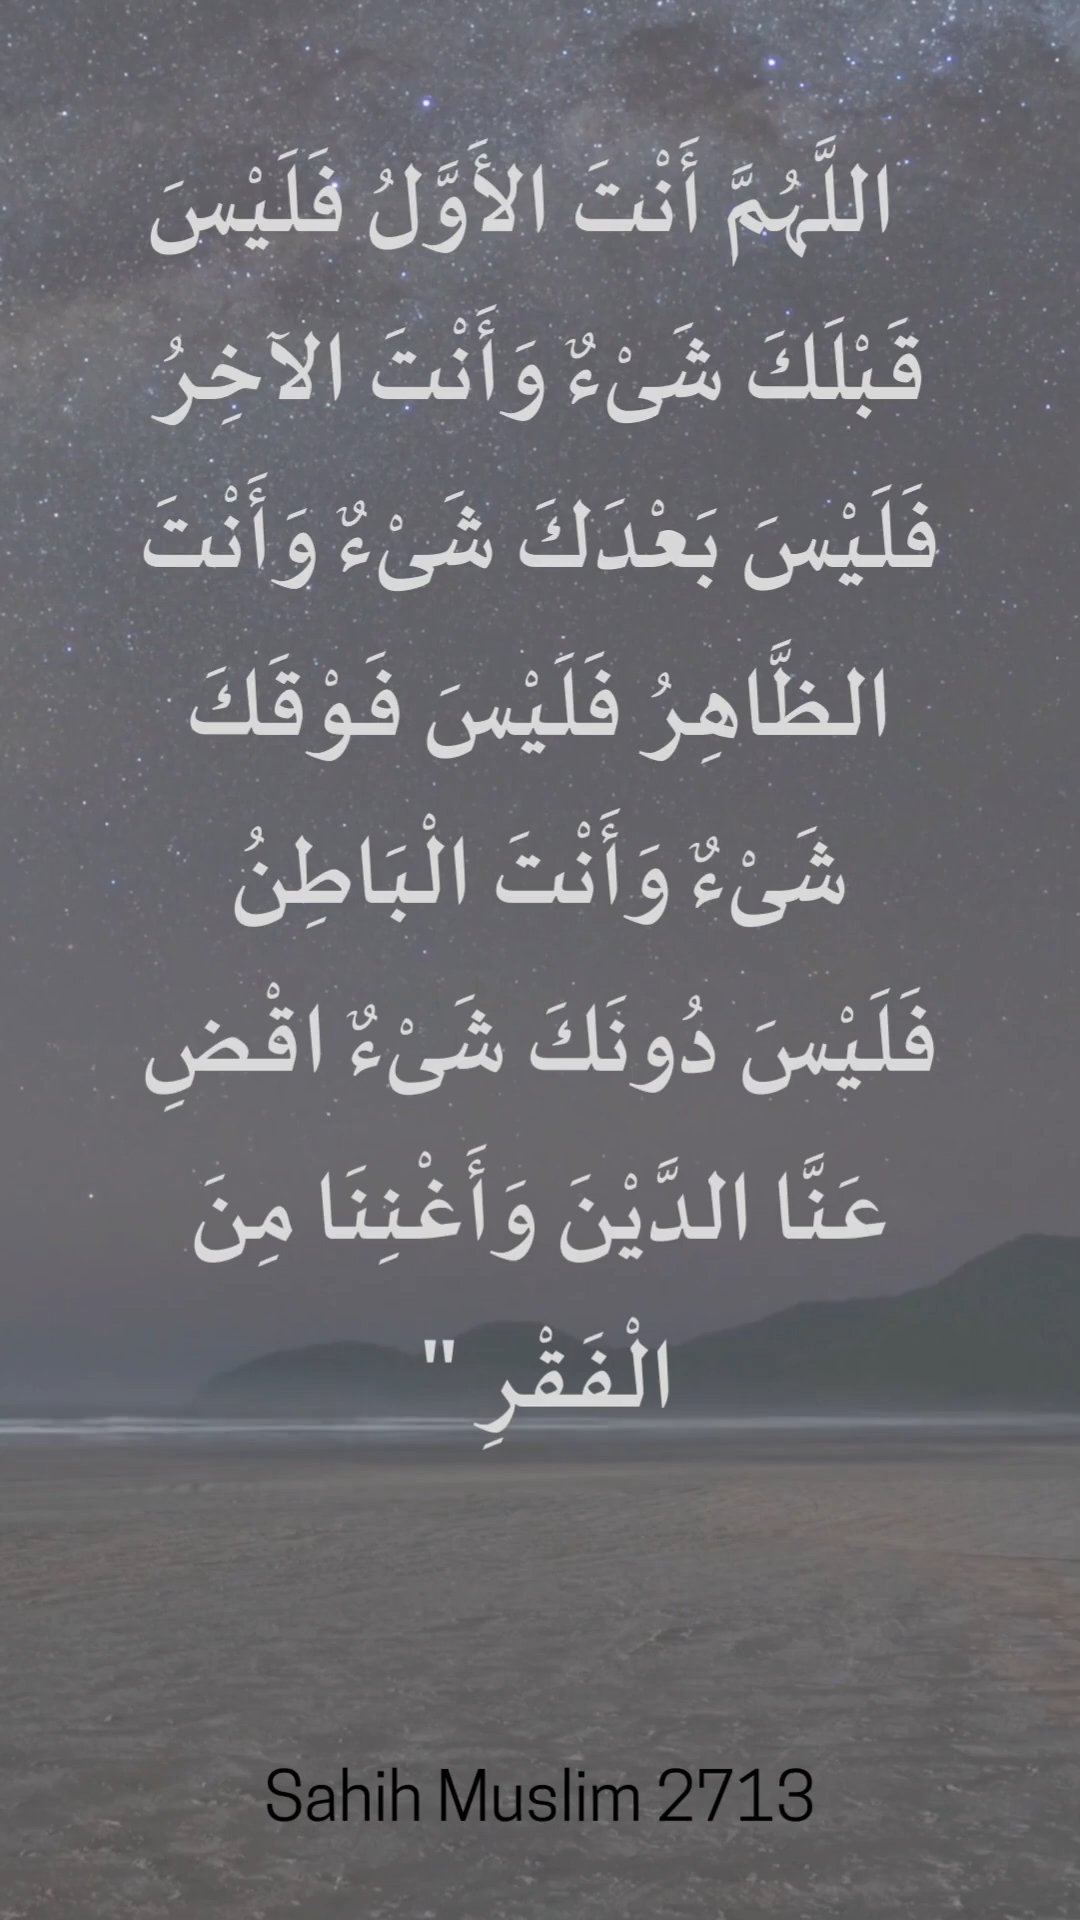 اللَّهُمَّ أَنْتَ الأَوَّلُ فَلَيْسَ
قَبْلَكَ شَىْءٌ وَأَنْتَ الآخِرُ
فَلَيْسَ بَعْدَكَ شَىْءٌ وَأَنْتَ
الظَّاهِرُ فَلَيْسَ فَوْقَكَ
شَىْءٌ وَأَنْتَ الْبَاطِنُ
فَلَيْسَ دُونَكَ شَىْءٌ اقْضِ
عَنَّا الدَّيْنَ وَأَغْنِنَا مِنَ
الْفَقْرِ "
Sahih Muslim 2713